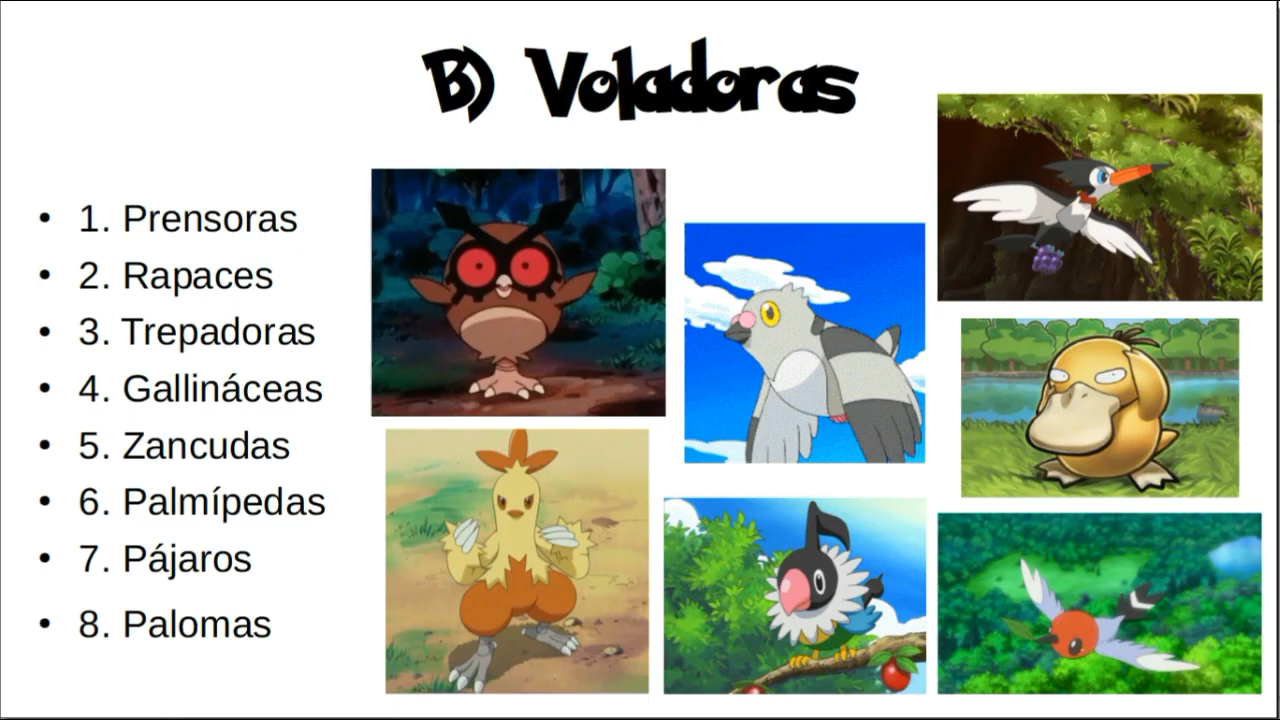 B) Voladoras
• 1. Prensoras
• 2. Rapaces
• 3. Trepadoras
• 4. Gallináceas
• 5. Zancudas
• 6. Palmípedas
• 7. Pájaros
• 8. Palomas